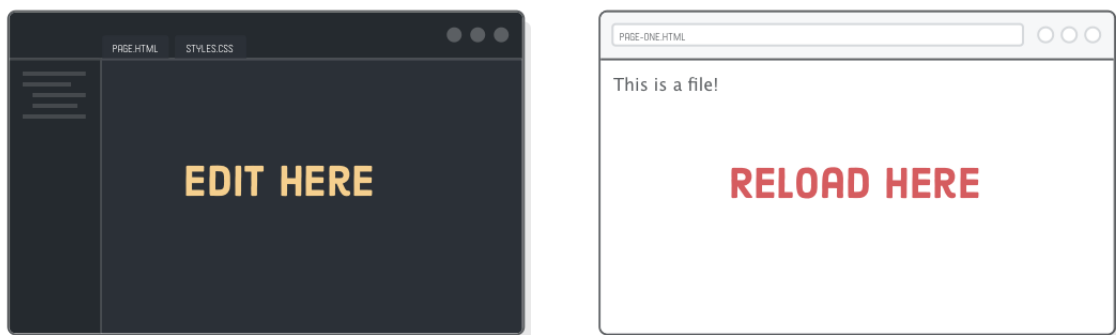 PAGE.HTML
STYLES.CSS
EDIT HERE
PAGE-ONE.HTML
This is a file!
RELOAD HERE